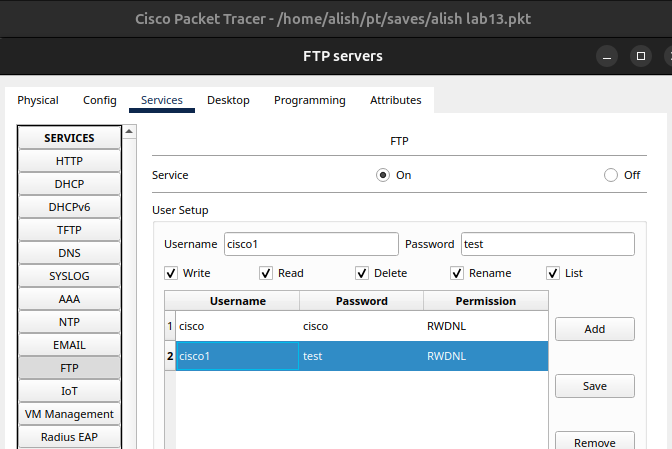 Cisco Packet Tracer - /home/alish/pt/saves/alish lab13.pkt
FTP servers
Physical Config Services Desktop Programming Attributes
SERVICES
HTTP
DHCP
DHCPv6
TFTP
DNS
SYSLOG
AAA
NTP
EMAIL
FTP
IoT
VM Management
Radius EAP
FTP
Service On Off
User Setup
Username cisco1 Password test
Write Read Delete Rename List
Username Password Permission
1 cisco cisco RWDNL
2 cisco1 test RWDNL
Add
Save
Remove